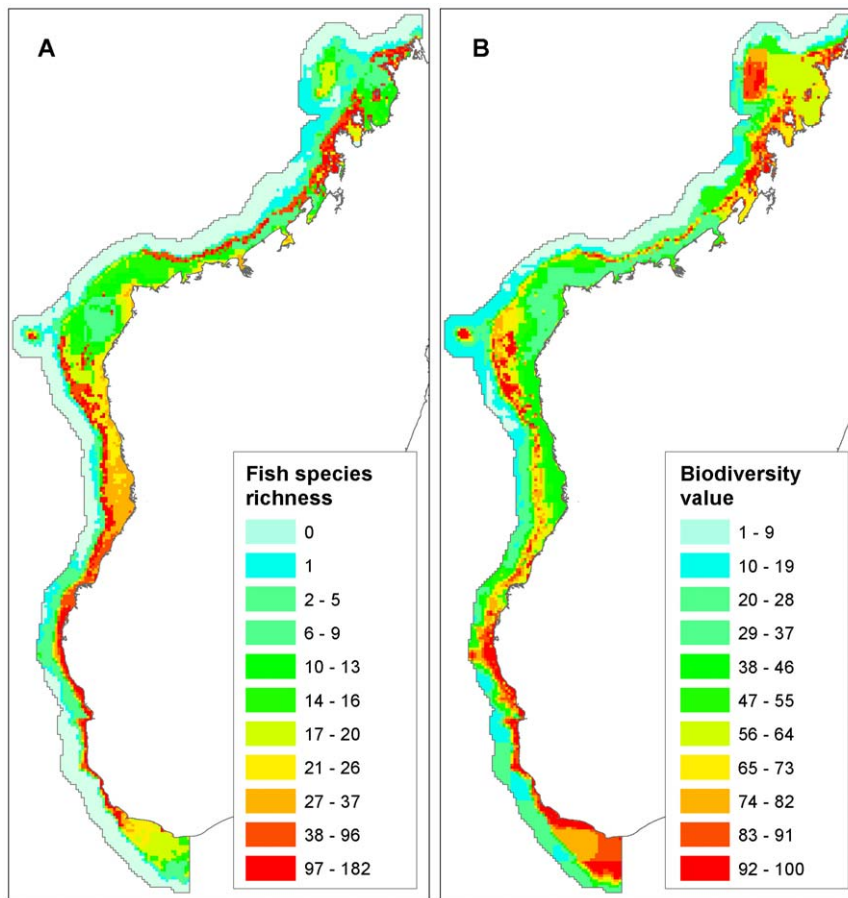 A
Fish species
richness
0
1
2 - 5
6 - 9
10 - 13
14 - 16
17 - 20
21 - 26
27 - 37
38 - 96
97 - 182
B
Biodiversity
value
1 - 9
10 - 19
20 - 28
29 - 37
38 - 46
47 - 55
56 - 64
65 - 73
74 - 82
83 - 91
92 - 100